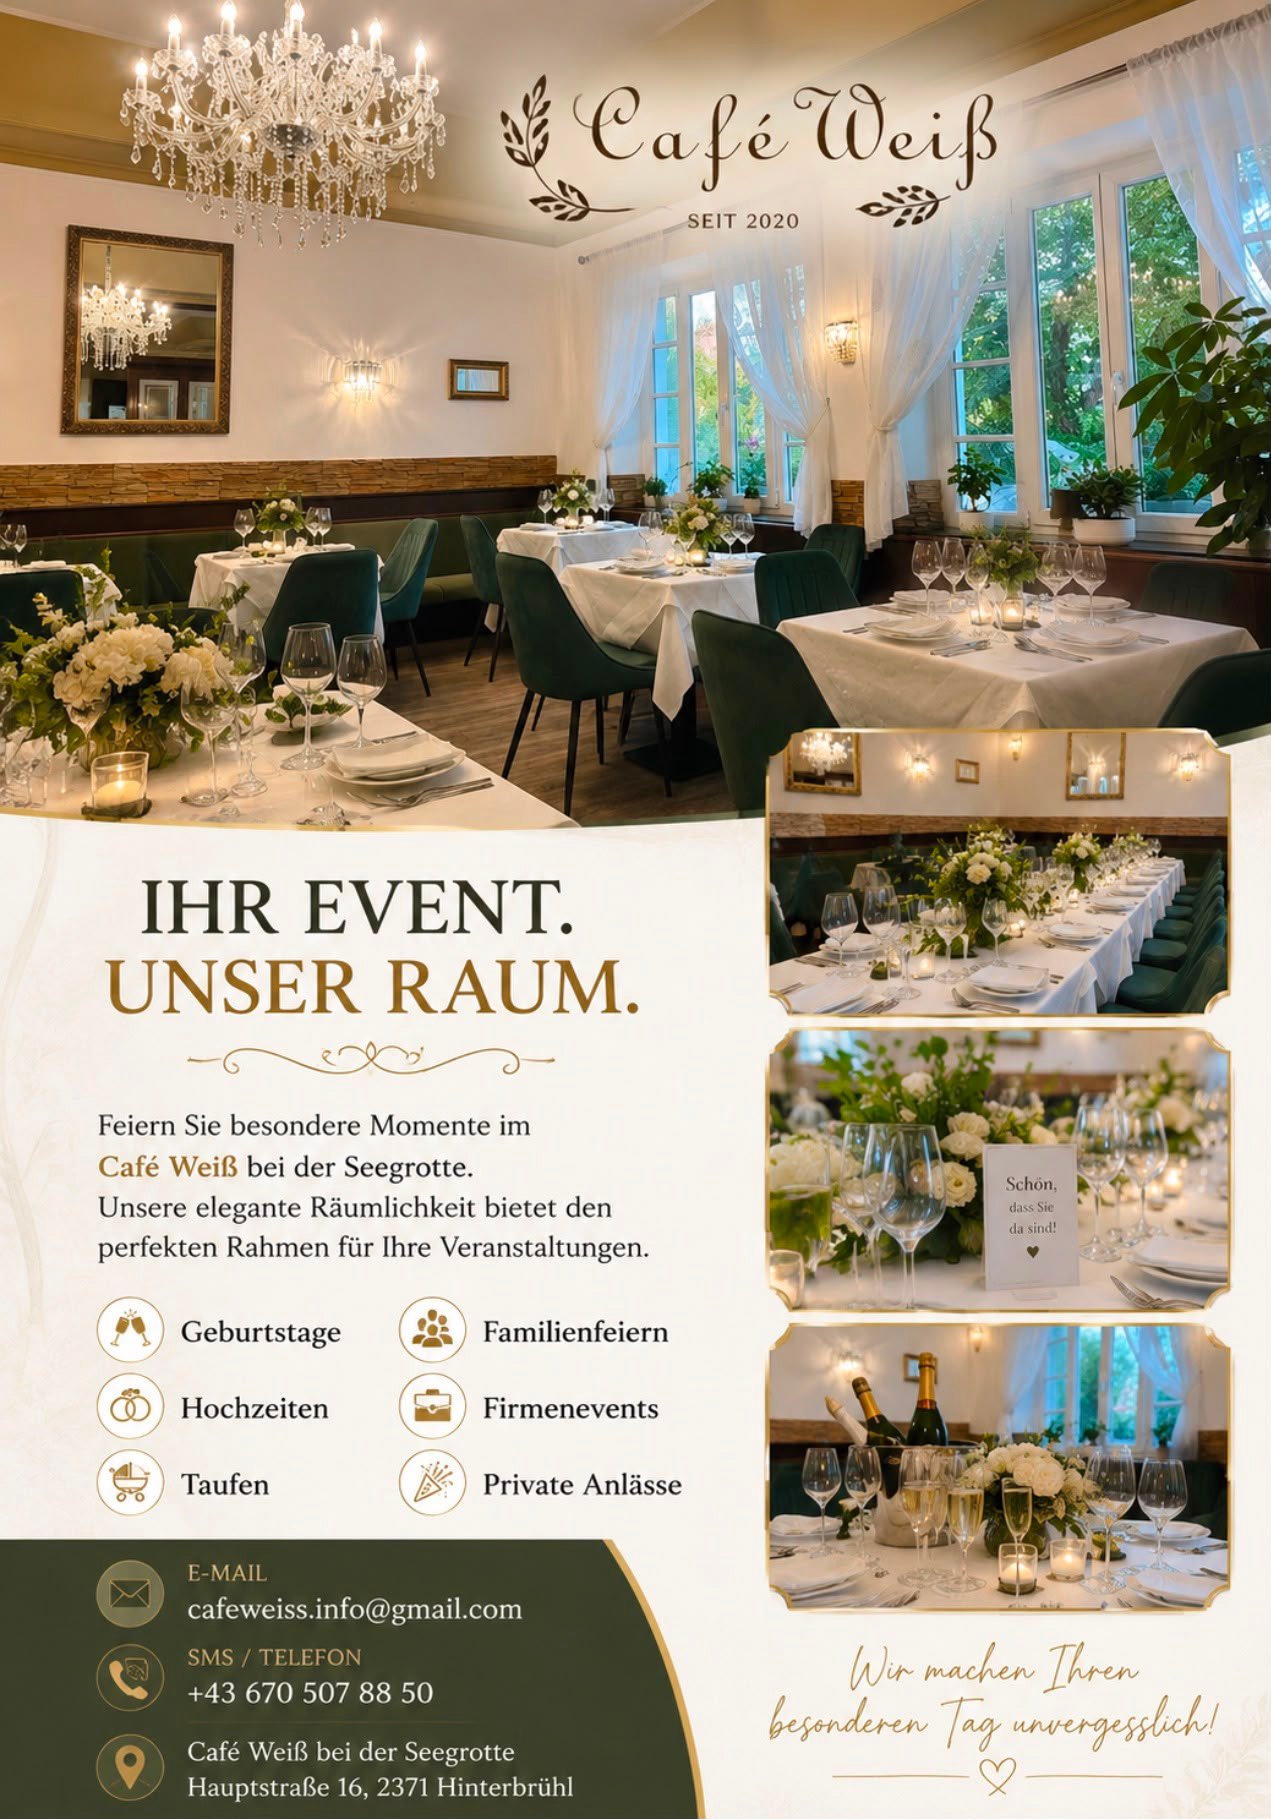 Café Weiß
SEIT 2020
IHR EVENT.
UNSER RAUM.
Feiern Sie besondere Momente im
Café Weiß bei der Seegrotte.
Unsere elegante Räumlichkeit bietet den
perfekten Rahmen für Ihre Veranstaltungen.
Geburtstage
Familienfeiern
Hochzeiten
Firmenevents
Taufen
Private Anlässe
Schön,
dass Sie
da sind!
E-MAIL
cafeweiss.info@gmail.com
SMS / TELEFON
+43 670 507 88 50
Café Weiß bei der Seegrotte
Hauptstraße 16, 2371 Hinterbrühl
Wir machen Ihren
besonderen Tag unvergesslich!